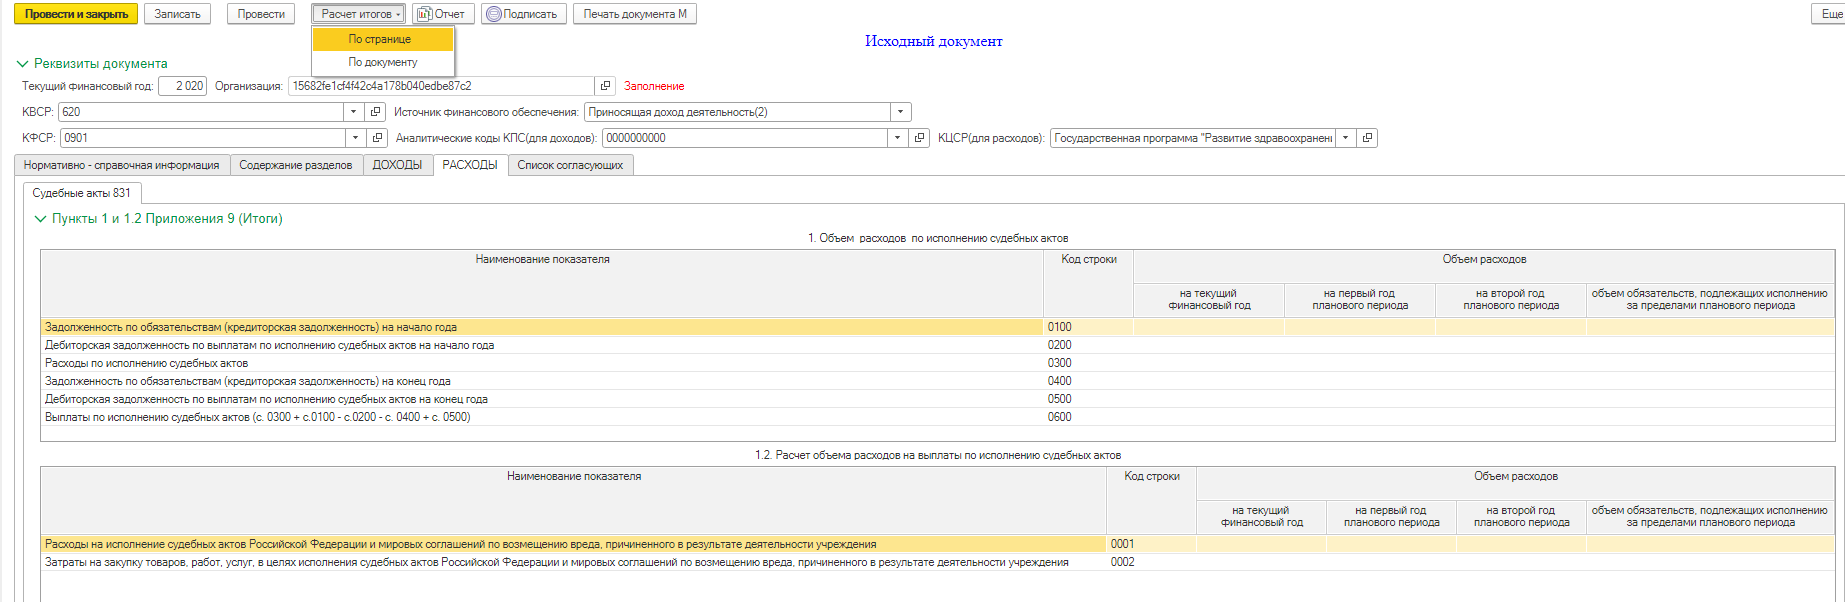 Провести и закрыть Записать Провести Расчет итогов Отчет Подписать Печать документа М Еще
По странице
По документу
Исходный документ
Реквизиты документа
Текущий финансовый год: 2 020 Организация: 15682fe1cf4f42c4a178b040edbe87c2 Заполнение
КВСР: 620 Источник финансового обеспечения: Приносящая доход деятельность(2)
КФСР: 0901 Аналитические коды КПС(для доходов): 0000000000 КЦСР(для расходов): Государственная программа "Развитие здравоохранени
Нормативно - справочная информация Содержание разделов ДОХОДЫ РАСХОДЫ Список согласующих
Судебные акты 831
Пункты 1 и 1.2 Приложения 9 (Итоги)
1. Объем расходов по исполнению судебных актов
Наименование показателя Код строки Объем расходов
на текущий финансовый год на первый год планового периода на второй год планового периода объем обязательств, подлежащих исполнению за пределами планового периода
Задолженность по обязательствам (кредиторская задолженность) на начало года 0100
Дебиторская задолженность по выплатам по исполнению судебных актов на начало года 0200
Расходы по исполнению судебных актов 0300
Задолженность по обязательствам (кредиторская задолженность) на конец года 0400
Дебиторская задолженность по выплатам по исполнению судебных актов на конец года 0500
Выплаты по исполнению судебных актов (с. 0300 + с.0100 - с.0200 - с. 0400 + с. 0500) 0600
1.2. Расчет объема расходов на выплаты по исполнению судебных актов
Наименование показателя Код строки Объем расходов
на текущий финансовый год на первый год планового периода на второй год планового периода объем обязательств, подлежащих исполнению за пределами планового периода
Расходы на исполнение судебных актов Российской Федерации и мировых соглашений по возмещению вреда, причиненного в результате деятельности учреждения 0001
Затраты на закупку товаров, работ, услуг, в целях исполнения судебных актов Российской Федерации и мировых соглашений по возмещению вреда, причиненного в результате деятельности учреждения 0002